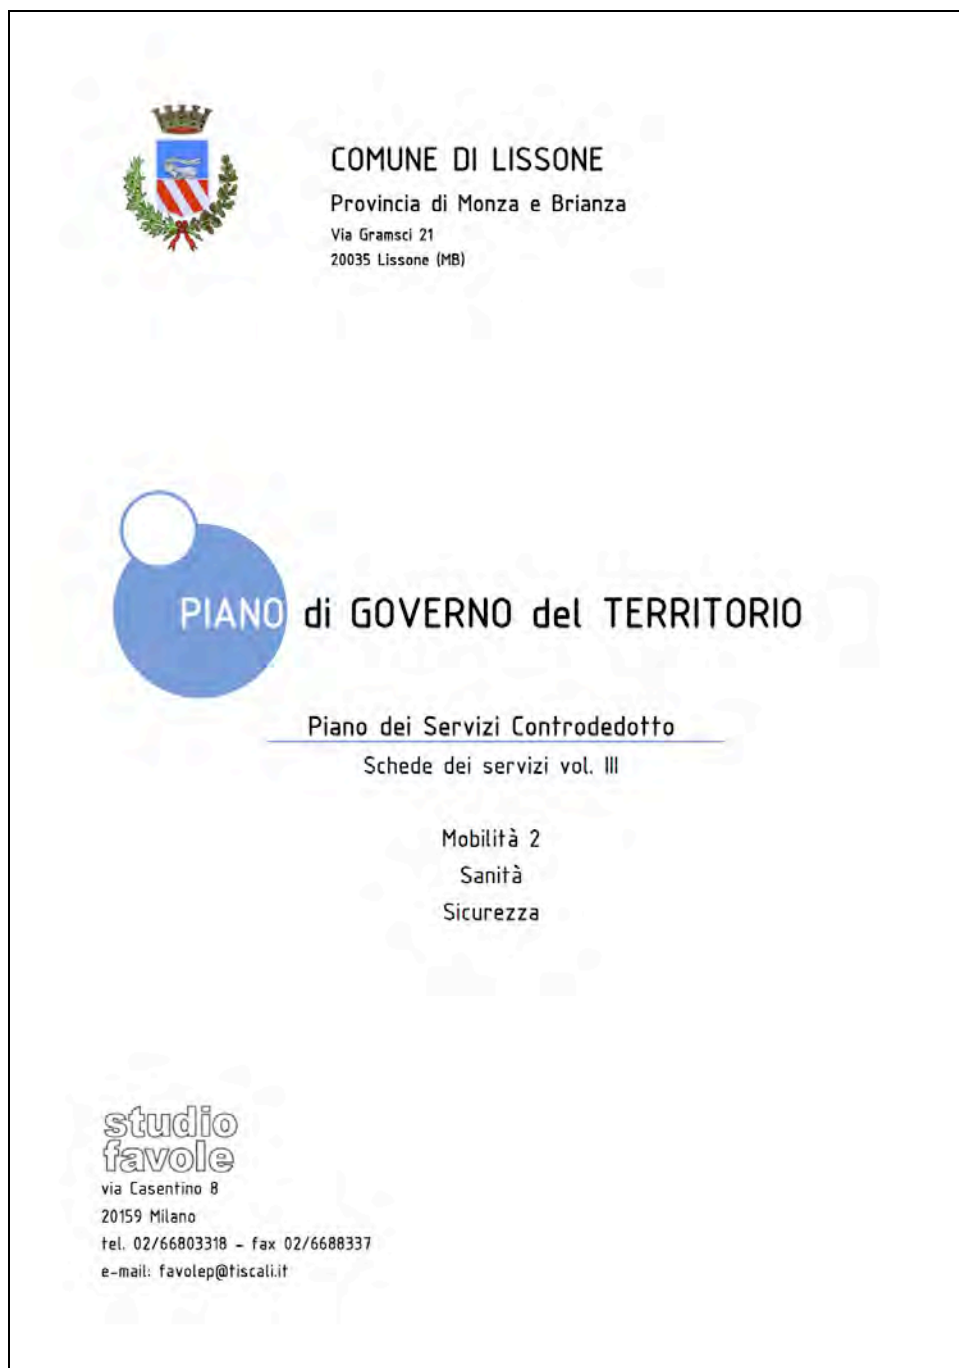 COMUNE DI LISSONE
Provincia di Monza e Brianza
Via Gramsci 21
20035 Lissone (MB)
PIANO di GOVERNO del TERRITORIO
Piano dei Servizi Controdedotto
Schede dei servizi vol. III
Mobilità 2
Sanità
Sicurezza
studio
favole
via Casentino 8
20159 Milano
tel. 02/66803318 - fax 02/6688337
e-mail: favolep@tiscali.it